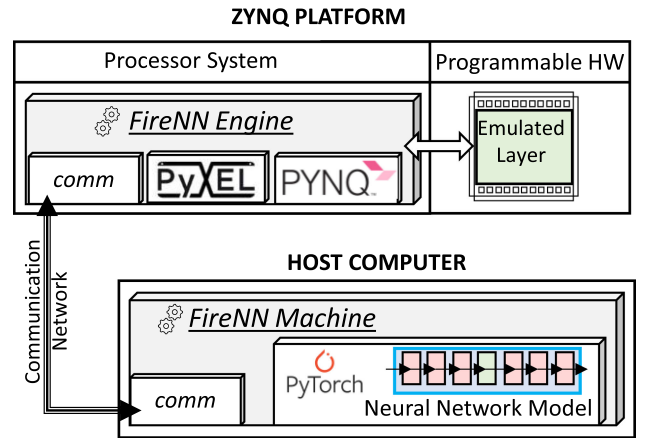 ZYNQ PLATFORM
Processor System
Programmable HW
FireNN Engine
Emulated
Layer
comm
PyXEL
PYNQ™
Communication
Network
HOST COMPUTER
FireNN Machine
PyTorch
comm
Neural Network Model